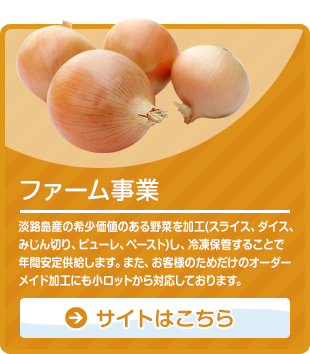 ファーム事業
淡路島産の希少価値のある野菜を加工(スライス、ダイス、
みじん切り、ピューレ、ペースト)し、冷凍保管することで
年間安定供給します。また、お客様のためだけのオーダー
メイド加工にも小ロットから対応しております。
サイトはこちら